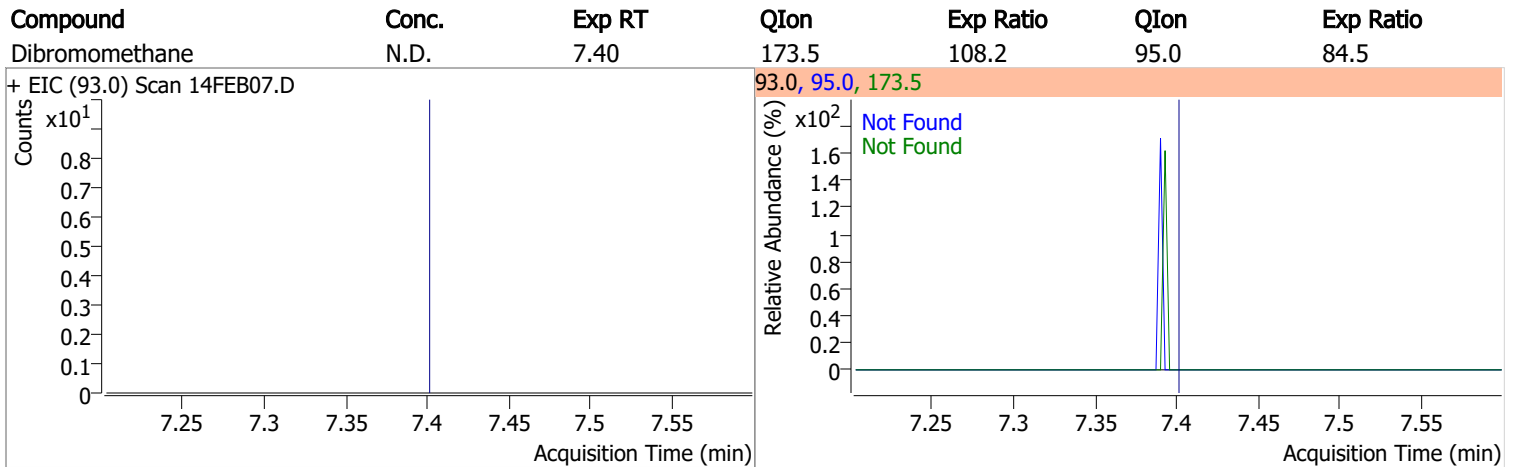 Compound Conc. Exp RT QIon Exp Ratio QIon Exp Ratio
Dibromomethane N.D. 7.40 173.5 108.2 95.0 84.5
+ EIC (93.0) Scan 14FEB07.D
Counts
x10¹
0.8
0.7
0.6
0.5
0.4
0.3
0.2
0.1
0
7.25 7.3 7.35 7.4 7.45 7.5 7.55
Acquisition Time (min)
93.0, 95.0, 173.5
Relative Abundance (%)
x10²
Not Found
Not Found
1.6
1.4
1.2
1
0.8
0.6
0.4
0.2
0
7.25 7.3 7.35 7.4 7.45 7.5 7.55
Acquisition Time (min)